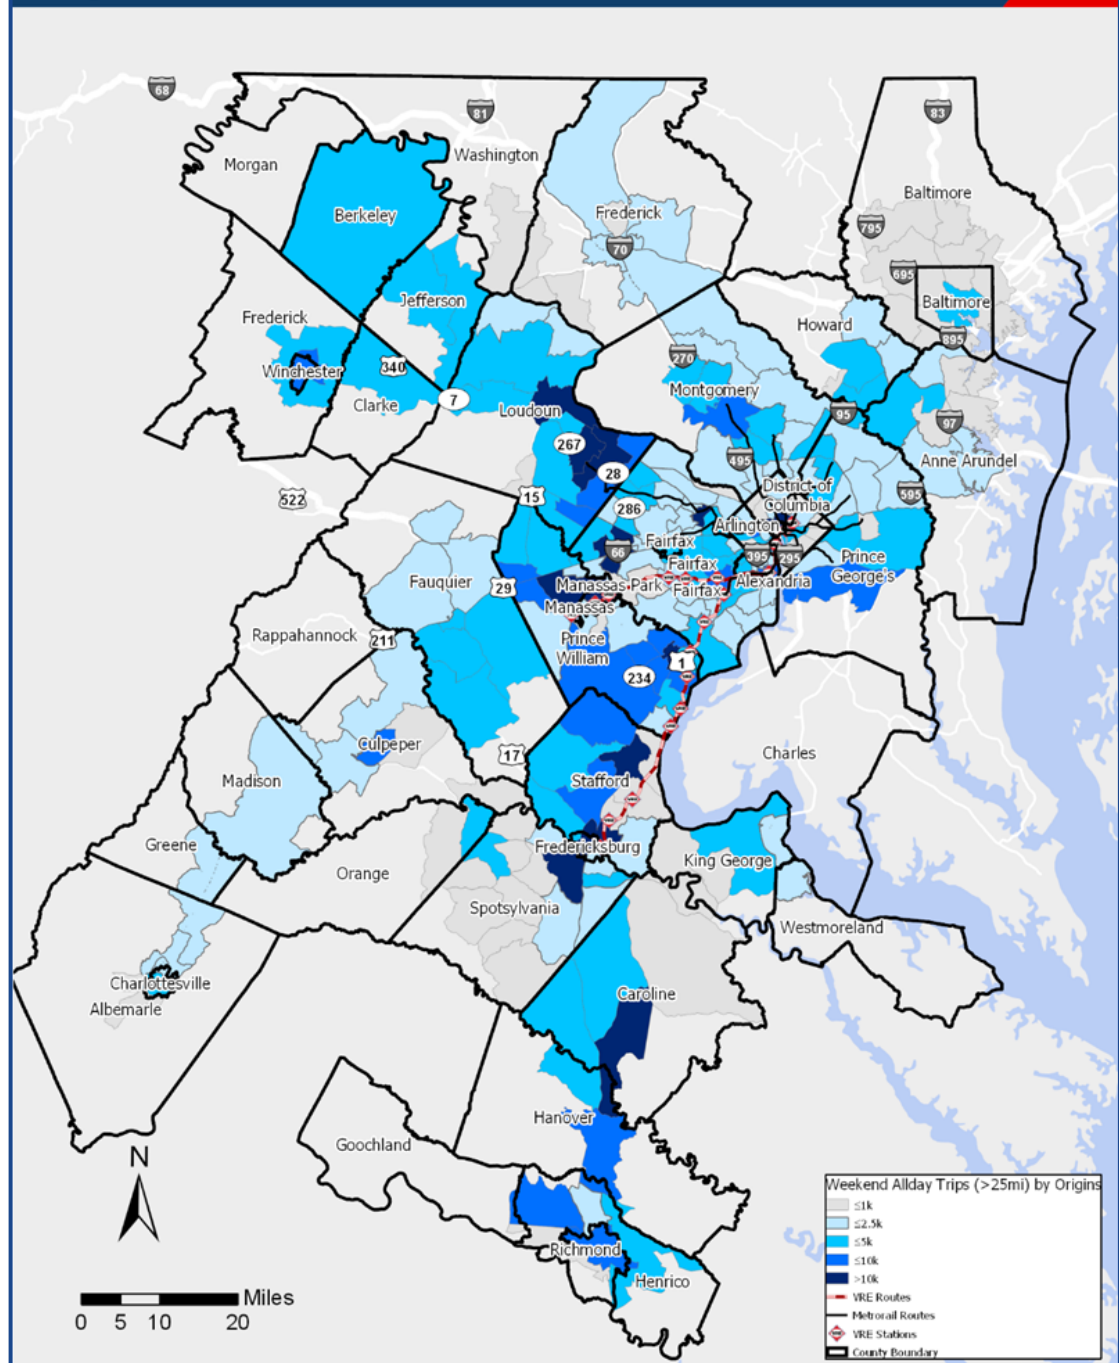 68
81
83
Morgan
Washington
Baltimore
Berkeley
Frederick
795
70
695
Jefferson
Baltimore
Frederick
Howard
895
270
Winchester
340
Montgomery
Clarke
7
Loudoun
95
97
267
495
Anne Arundel
28
District of
Columbia
595
522
15
286
Arlington
66
Fairfax
395
295
Prince
George's
Fairfax
Fauquier
29
Manassas Park
Fairfax
Alexandria
Manassas
Rappahannock
211
Prince
William
1
234
Culpeper
17
Charles
Madison
Stafford
Greene
Fredericksburg
King George
Orange
Spotsylvania
Westmoreland
Charlottesville
Albemarle
Caroline
Hanover
Goochland
N
Richmond
Henrico
Miles
0 5 10 20
Weekend Allday Trips (>25mi) by Origins
≤1k
≤2.5k
≤5k
≤10k
>10k
VRE Routes
Metrorail Routes
VRE Stations
County Boundary